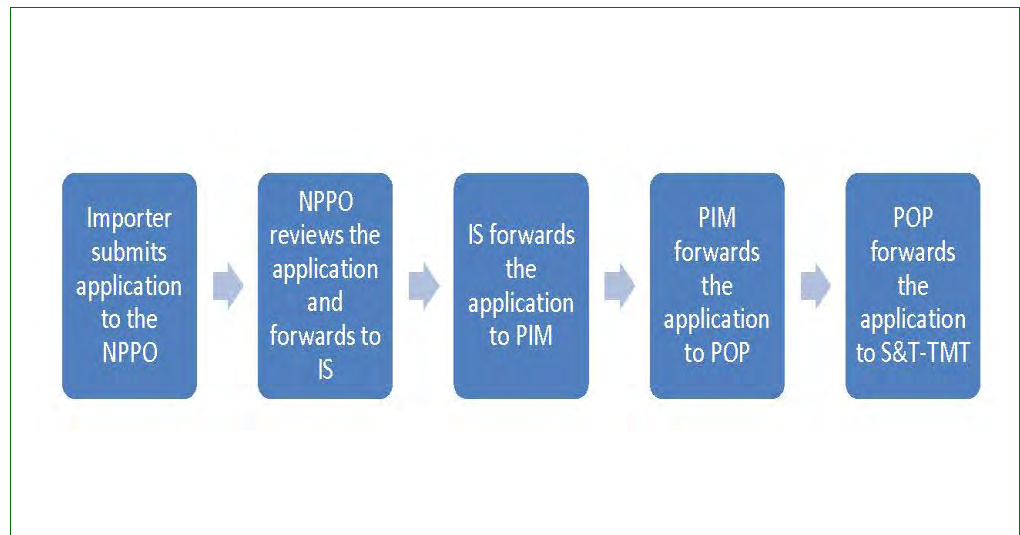 Importer
submits
application
to the
NPPO
NPPO
reviews the
application
and
forwards to
IS
IS forwards
the
application
to PIM
PIM
forwards
the
application
to POP
POP
forwards
the
application
to S&T-TMT